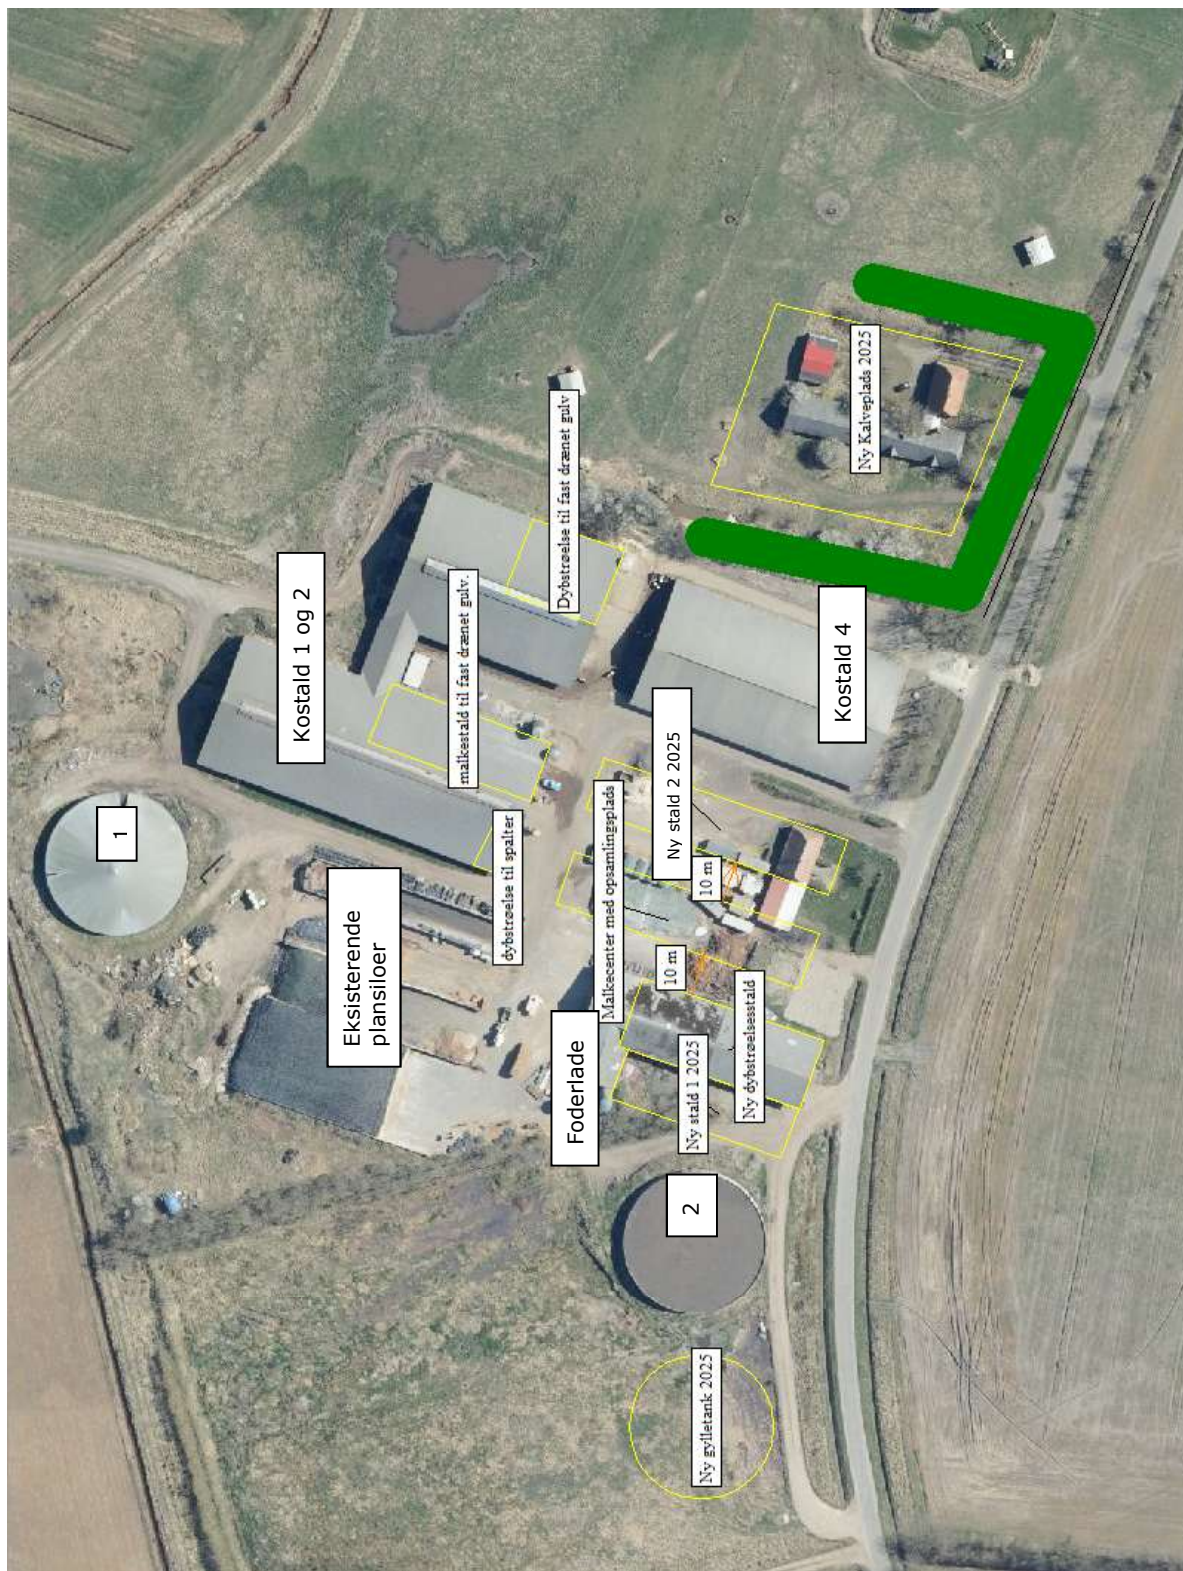 1
Kostald 1 og 2
Eksisterende
plansiloer
malkestald til fast drænet gulv.
dybstrøelse til spalter
Dybstrøelse til fast drænet gulv
Foderlade
Malkecenter med opsamlingsplads
10 m
Ny stald 2 2025
2
Ny stald 1 2025
10 m
Ny gylletank 2025
Ny dybstrøelsesstald
Kostald 4
Ny Kalveplads 2025